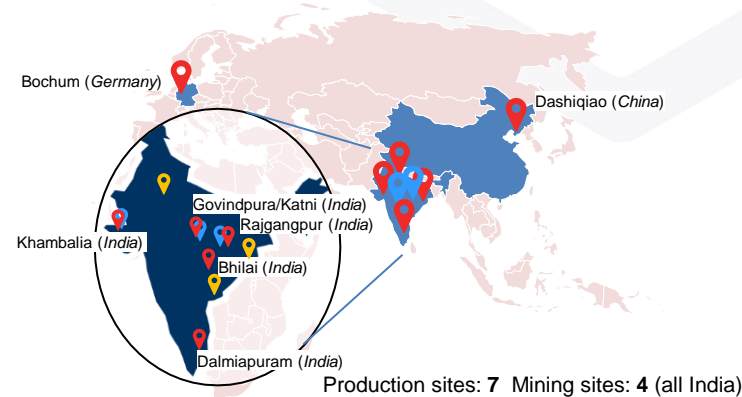 Bochum (Germany)
Dashiqiao (China)
Govindpura/Katni (India)
Rajgangpur (India)
Khambalia (India)
Bhilai (India)
Dalmiapuram (India)
Production sites: 7 Mining sites: 4 (all India)